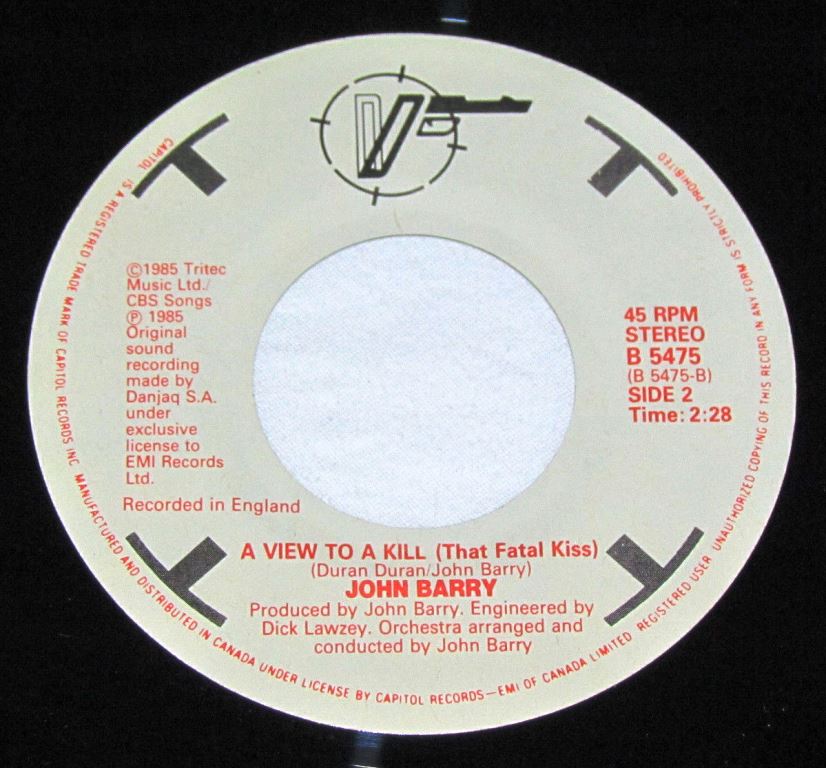 ©1985 Tritec
Music Ltd./
CBS Songs
℗ 1985
Original
sound
recording
made by
Danjaq S.A.
under
exclusive
license to
EMI Records
Ltd.
Recorded in England
45 RPM
STEREO
B 5475
(B 5475-B)
SIDE 2
Time: 2:28
A VIEW TO A KILL (That Fatal Kiss)
(Duran Duran/John Barry)
JOHN BARRY
Produced by John Barry. Engineered by
Dick Lawzey. Orchestra arranged and
conducted by John Barry
CAPITOL IS A REGISTERED TRADE MARK OF CAPITOL RECORDS INC. MANUFACTURED AND DISTRIBUTED IN CANADA UNDER LICENSE BY CAPITOL RECORDS—EMI OF CANADA LIMITED REGISTERED USER UNAUTHORIZED COPYING OF THIS RECORD IN ANY FORM IS STRICTLY PROHIBITED